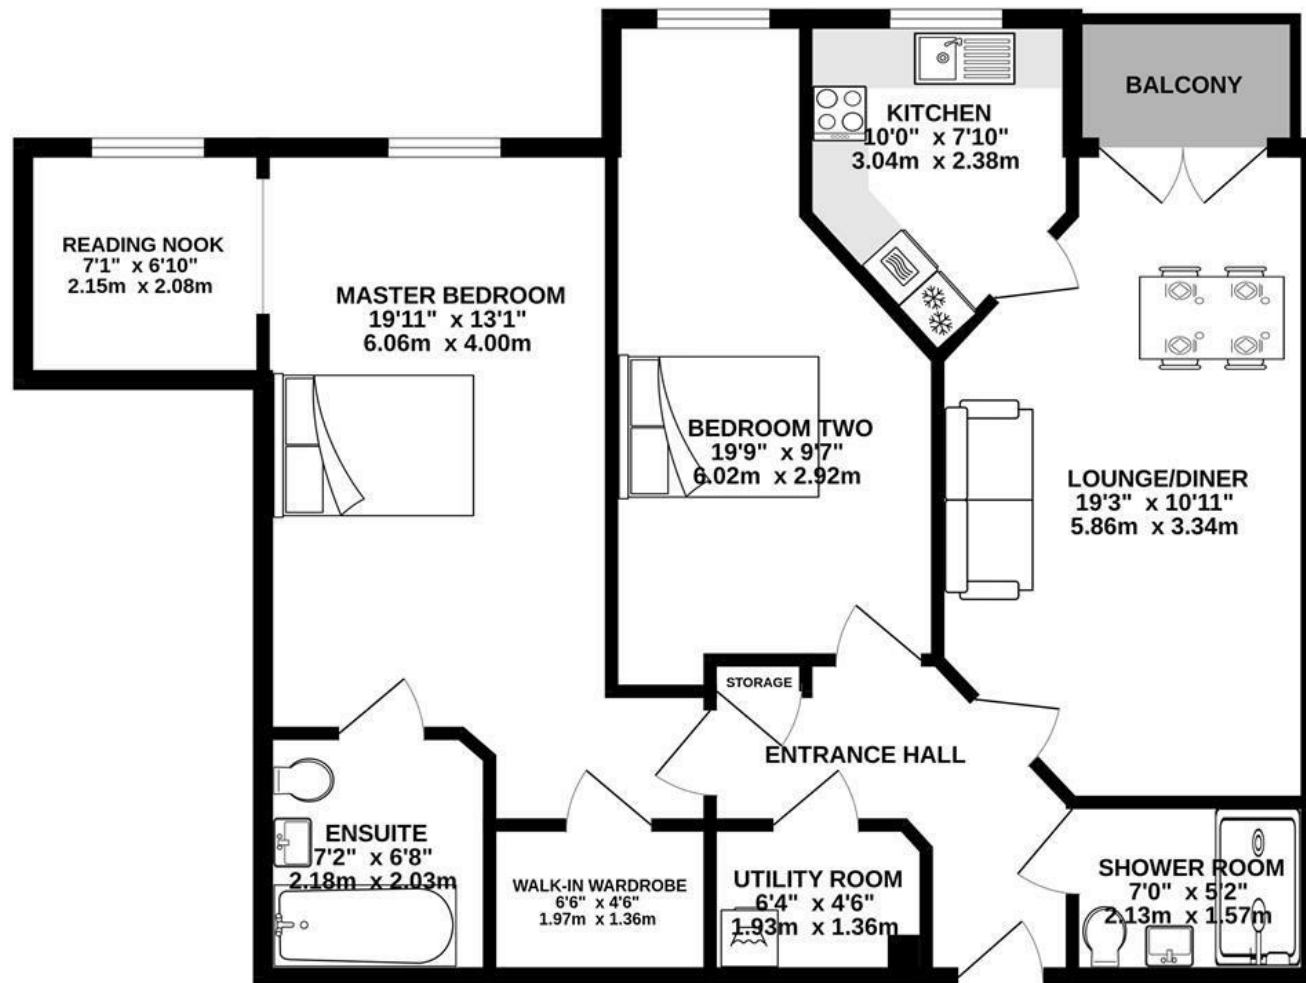 BALCONY
KITCHEN
10'0" x 7'10"
3.04m x 2.38m
READING NOOK
7'1" x 6'10"
2.15m x 2.08m
MASTER BEDROOM
19'11" x 13'1"
6.06m x 4.00m
BEDROOM TWO
19'9" x 9'7"
6.02m x 2.92m
LOUNGE/DINER
19'3" x 10'11"
5.86m x 3.34m
STORAGE
ENTRANCE HALL
ENSUITE
7'2" x 6'8"
2.18m x 2.03m
WALK-IN WARDROBE
6'6" x 4'6"
1.97m x 1.36m
UTILITY ROOM
6'4" x 4'6"
1.93m x 1.36m
SHOWER ROOM
7'0" x 5'2"
2.13m x 1.57m